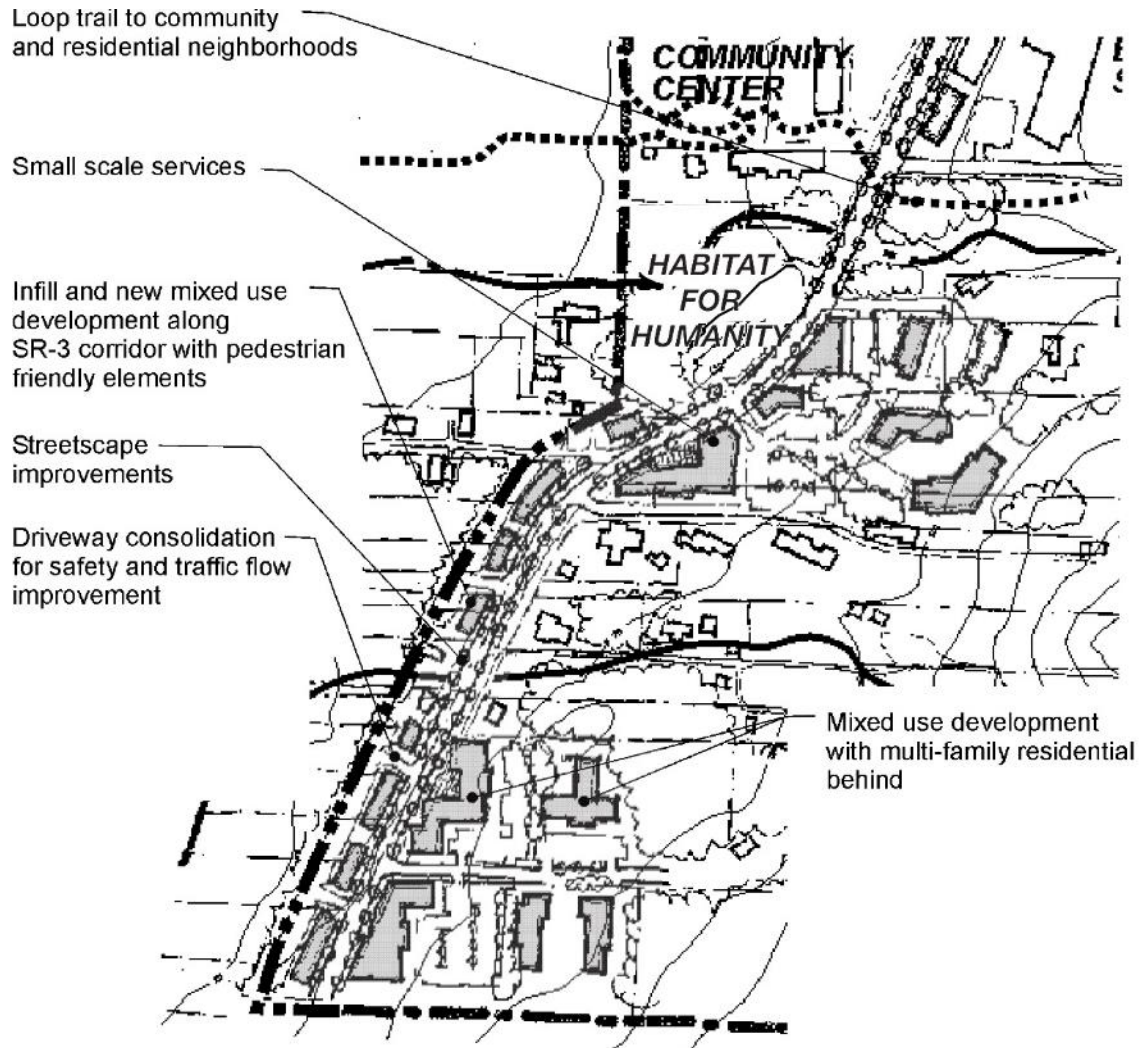 Loop trail to community
and residential neighborhoods
COMMUNITY
CENTER
Small scale services
HABITAT
FOR
HUMANITY
Infill and new mixed use
development along
SR-3 corridor with pedestrian
friendly elements
Streetscape
improvements
Driveway consolidation
for safety and traffic flow
improvement
Mixed use development
with multi-family residential
behind